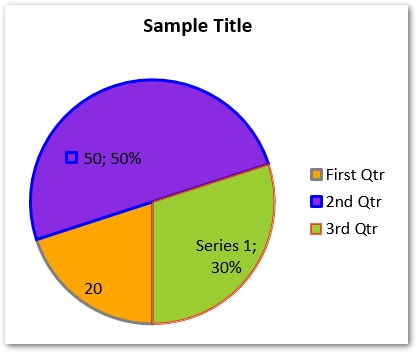 Sample Title
50; 50%
First Qtr
2nd Qtr
3rd Qtr
Series 1;
30%
20